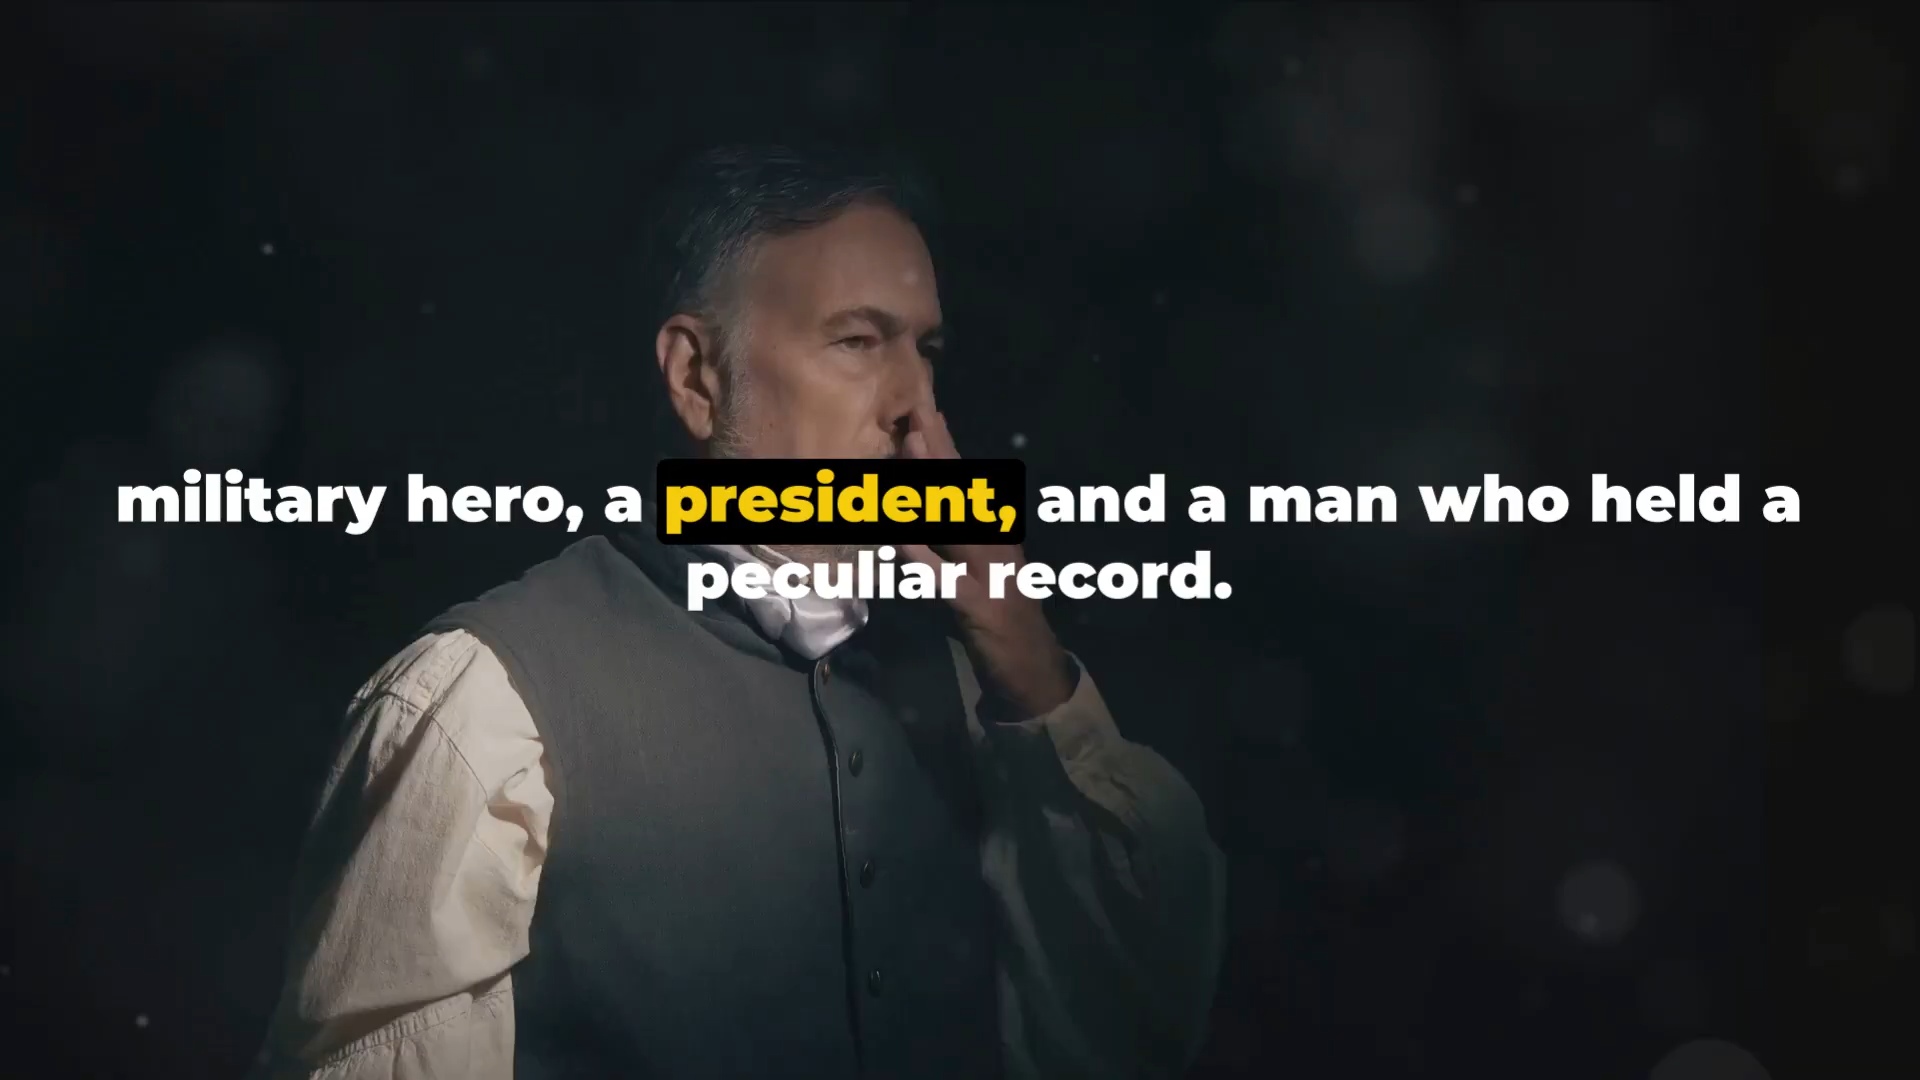 military hero, a president, and a man who held a
peculiar record.